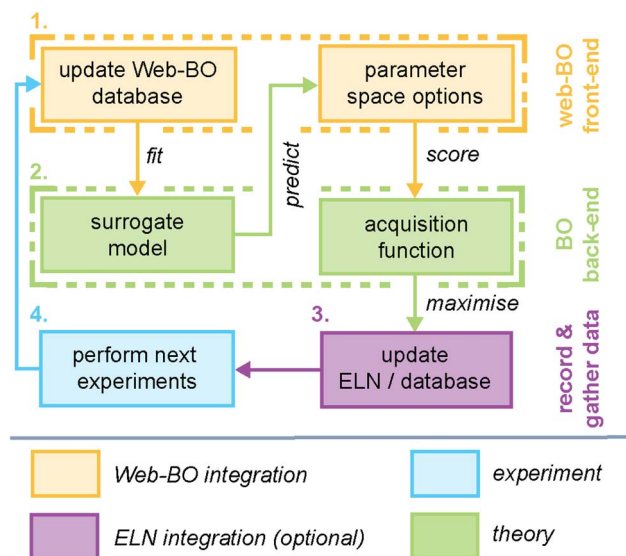 1.
update Web-BO
database
parameter
space options
web-BO
front-end
fit
predict
score
2.
surrogate
model
acquisition
function
BO
back-end
maximise
4.
3.
perform next
experiments
update
ELN / database
record &
gather data
Web-BO integration
experiment
ELN integration (optional)
theory